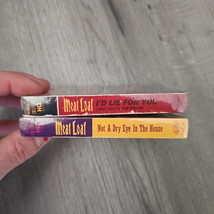 Meat Loaf I'D LIE FOR YOU
Meat Loaf Not A Dry Eye In The House